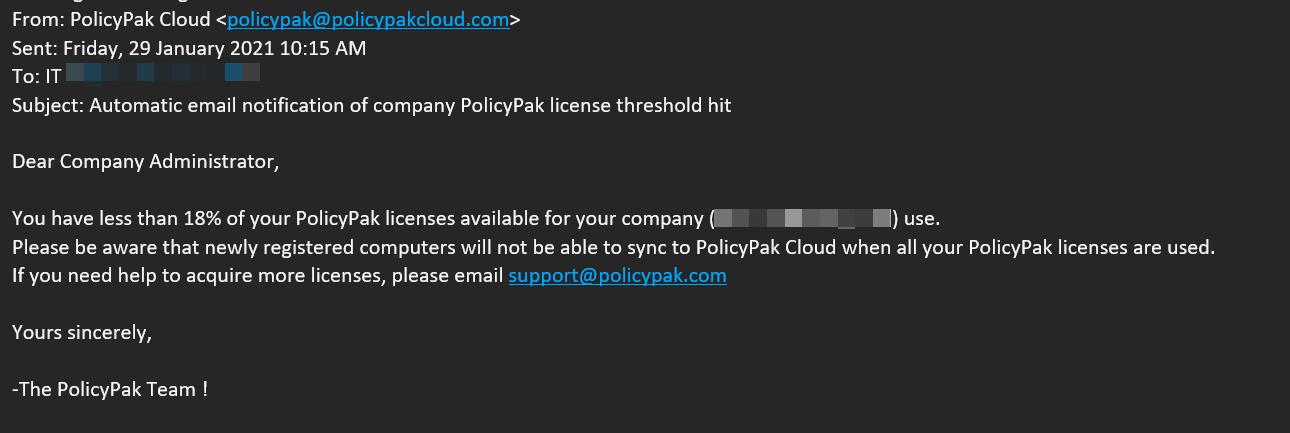 From: PolicyPak Cloud <policypak@policypakcloud.com>
Sent: Friday, 29 January 2021 10:15 AM
To: IT
Subject: Automatic email notification of company PolicyPak license threshold hit
Dear Company Administrator,
You have less than 18% of your PolicyPak licenses available for your company () use.
Please be aware that newly registered computers will not be able to sync to PolicyPak Cloud when all your PolicyPak licenses are used.
If you need help to acquire more licenses, please email support@policypak.com
Yours sincerely,
-The PolicyPak Team !